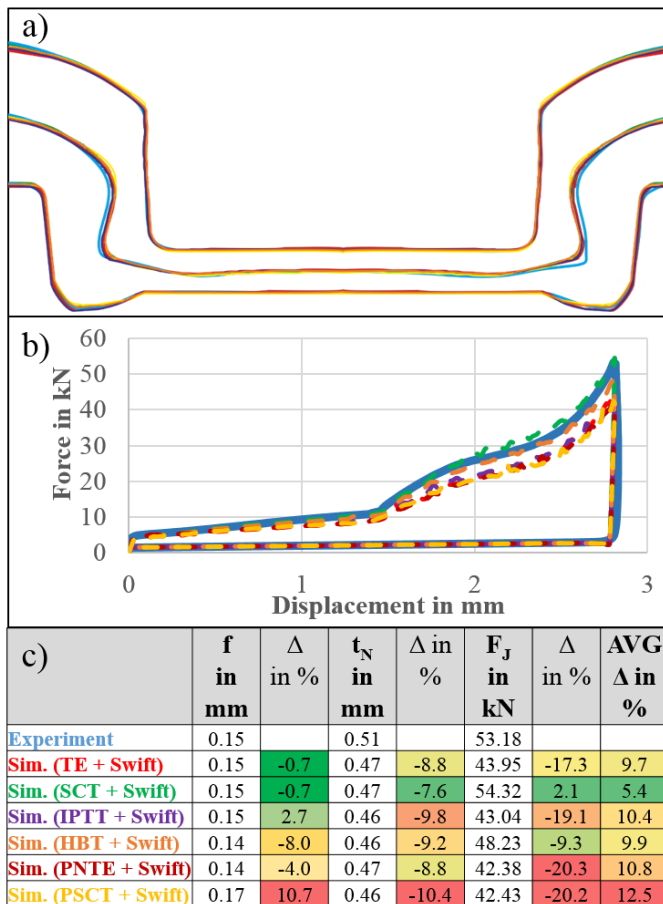 a)
b)
60
50
40
30
20
10
0
Force in kN
0 1 2 3
Displacement in mm
c) f in mm Δ in % t_N in mm Δ in % F_J in kN Δ in % AVG Δ in %
Experiment 0.15 0.51 53.18
Sim. (TE + Swift) 0.15 -0.7 0.47 -8.8 43.95 -17.3 9.7
Sim. (SCT + Swift) 0.15 -0.7 0.47 -7.6 54.32 2.1 5.4
Sim. (IPTT + Swift) 0.15 2.7 0.46 -9.8 43.04 -19.1 10.4
Sim. (HBT + Swift) 0.14 -8.0 0.46 -9.2 48.23 -9.3 9.9
Sim. (PNTE + Swift) 0.14 -4.0 0.47 -8.8 42.38 -20.3 10.8
Sim. (PSCT + Swift) 0.17 10.7 0.46 -10.4 42.43 -20.2 12.5